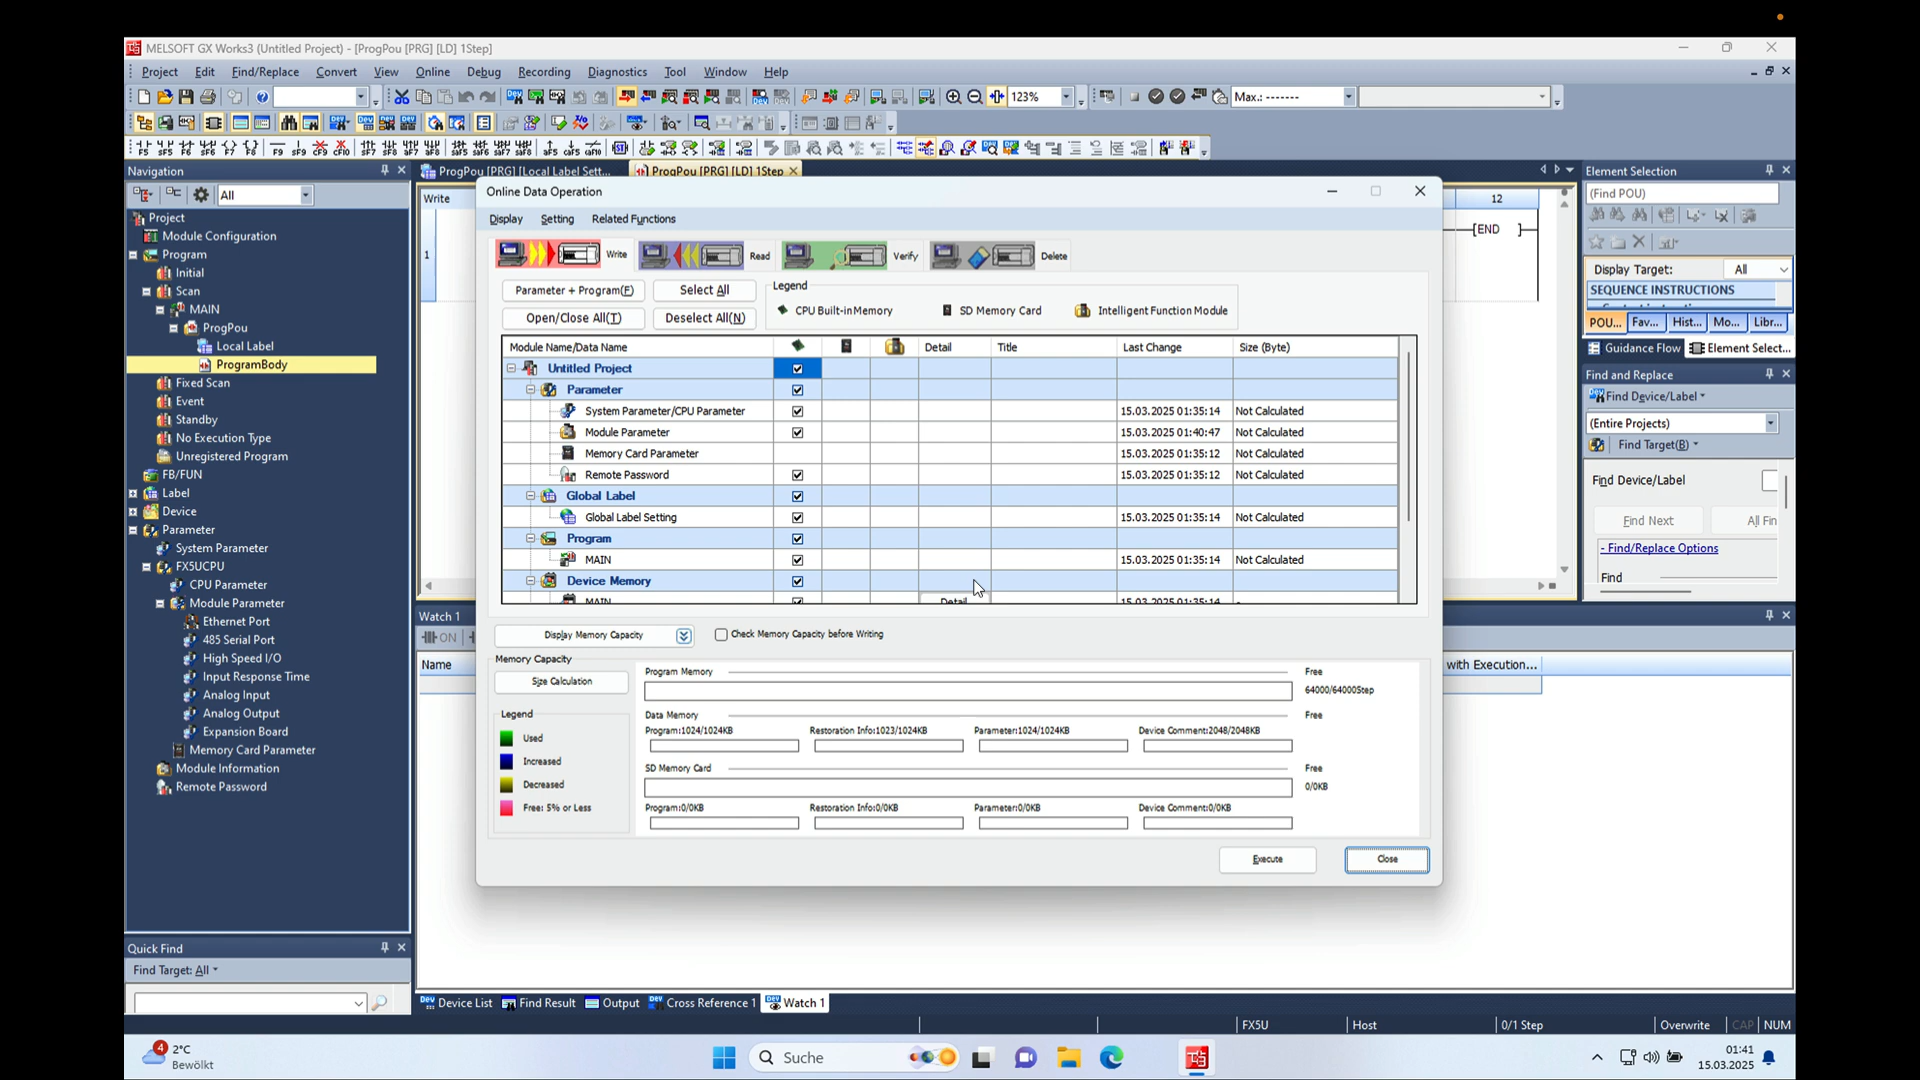 MELSOFT GX Works3 (Untitled Project) - [ProgPou [PRG] [LD] 1Step]
Project Edit Find/Replace Convert View Online Debug Recording Diagnostics Tool Window Help
123%
Max.: -------
Navigation
All
Project
Module Configuration
Program
Initial
Scan
MAIN
ProgPou
Local Label
ProgramBody
Fixed Scan
Event
Standby
No Execution Type
Unregistered Program
FB/FUN
Label
Device
Parameter
System Parameter
FX5UCPU
CPU Parameter
Module Parameter
Ethernet Port
485 Serial Port
High Speed I/O
Input Response Time
Analog Input
Analog Output
Expansion Board
Memory Card Parameter
Module Information
Remote Password
Quick Find
Find Target: All
ProgPou [PRG] [Local Label Sett...
ProgPou [PRG] [LD] 1Step
Write
1
12
[END ]
Online Data Operation
Display Setting Related Functions
Write Read Verify Delete
Parameter + Program(F) Select All
Open/Close All(T) Deselect All(N)
Legend
CPU Built-in Memory SD Memory Card Intelligent Function Module
Module Name/Data Name Detail Title Last Change Size (Byte)
Untitled Project
Parameter
System Parameter/CPU Parameter 15.03.2025 01:35:14 Not Calculated
Module Parameter 15.03.2025 01:40:47 Not Calculated
Memory Card Parameter 15.03.2025 01:35:12 Not Calculated
Remote Password 15.03.2025 01:35:12 Not Calculated
Global Label
Global Label Setting 15.03.2025 01:35:14 Not Calculated
Program
MAIN 15.03.2025 01:35:14 Not Calculated
Device Memory
MAIN Detail 15.03.2025 01:35:14 -
Display Memory Capacity
Check Memory Capacity before Writing
Memory Capacity
Size Calculation
Legend
Used
Increased
Decreased
Free: 5% or Less
Program Memory Free
64000/64000Step
Data Memory Free
Program:1024/1024KB Restoration Info:1023/1024KB Parameter:1024/1024KB Device Comment:2048/2048KB
SD Memory Card Free
0/0KB
Program:0/0KB Restoration Info:0/0KB Parameter:0/0KB Device Comment:0/0KB
Execute Close
Watch 1
ON
Name
with Execution...
Device List Find Result Output Cross Reference 1 Watch 1
Element Selection
(Find POU)
Display Target: All
SEQUENCE INSTRUCTIONS
POU... Fav... Hist... Mo... Libr...
Guidance Flow Element Select...
Find and Replace
Find Device/Label
(Entire Projects)
Find Target(B)
Find Device/Label
Find Next All Fin
- Find/Replace Options
Find
FX5U Host 0/1 Step Overwrite CAP NUM
4
2°C
Bewölkt
Suche
01:41
15.03.2025